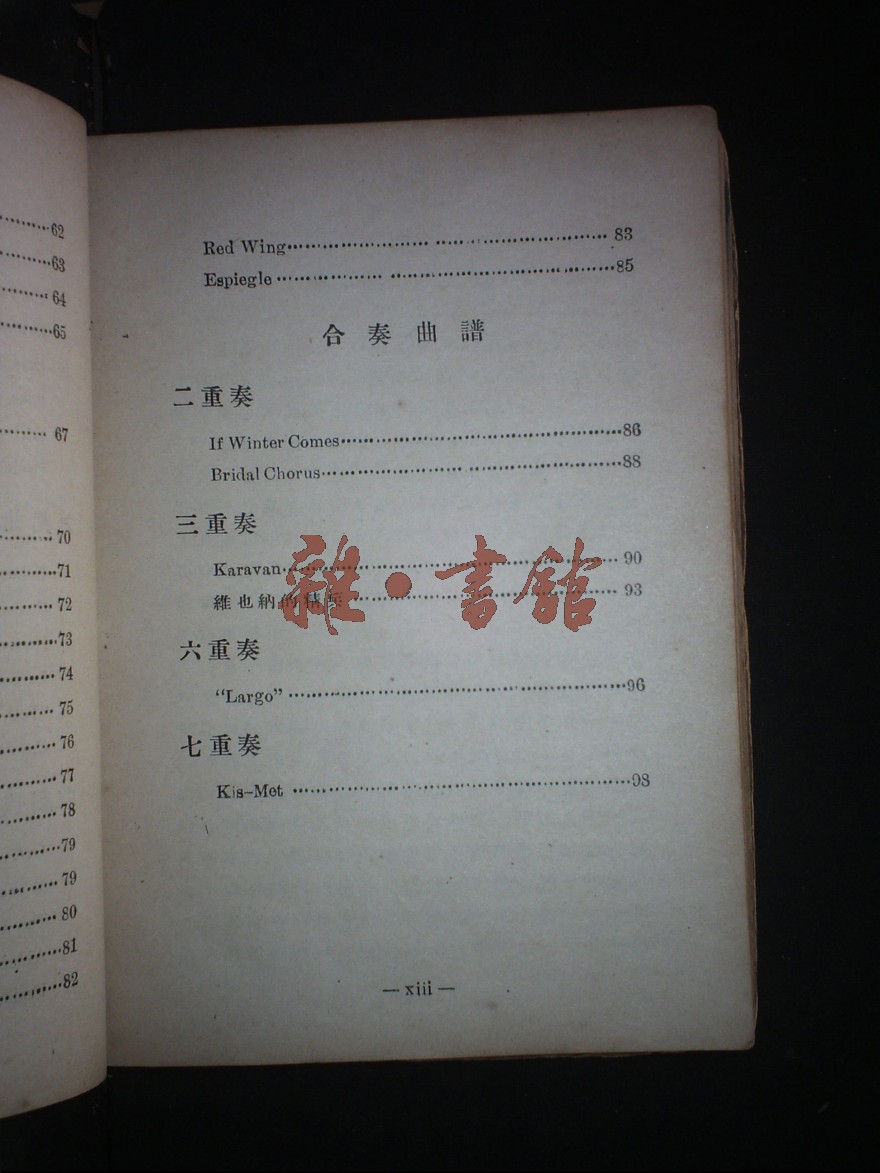 62
63
64
65
67
70
71
72
73
74
75
76
77
78
79
79
80
81
82
Red Wing 83
Espiegle 85
合奏曲譜
二重奏
If Winter Comes 86
Bridal Chorus 88
三重奏
Karavan 90
維也納的精 93
六重奏
“Largo” 96
七重奏
Kis-Met 98
— xiii —
雜·書館